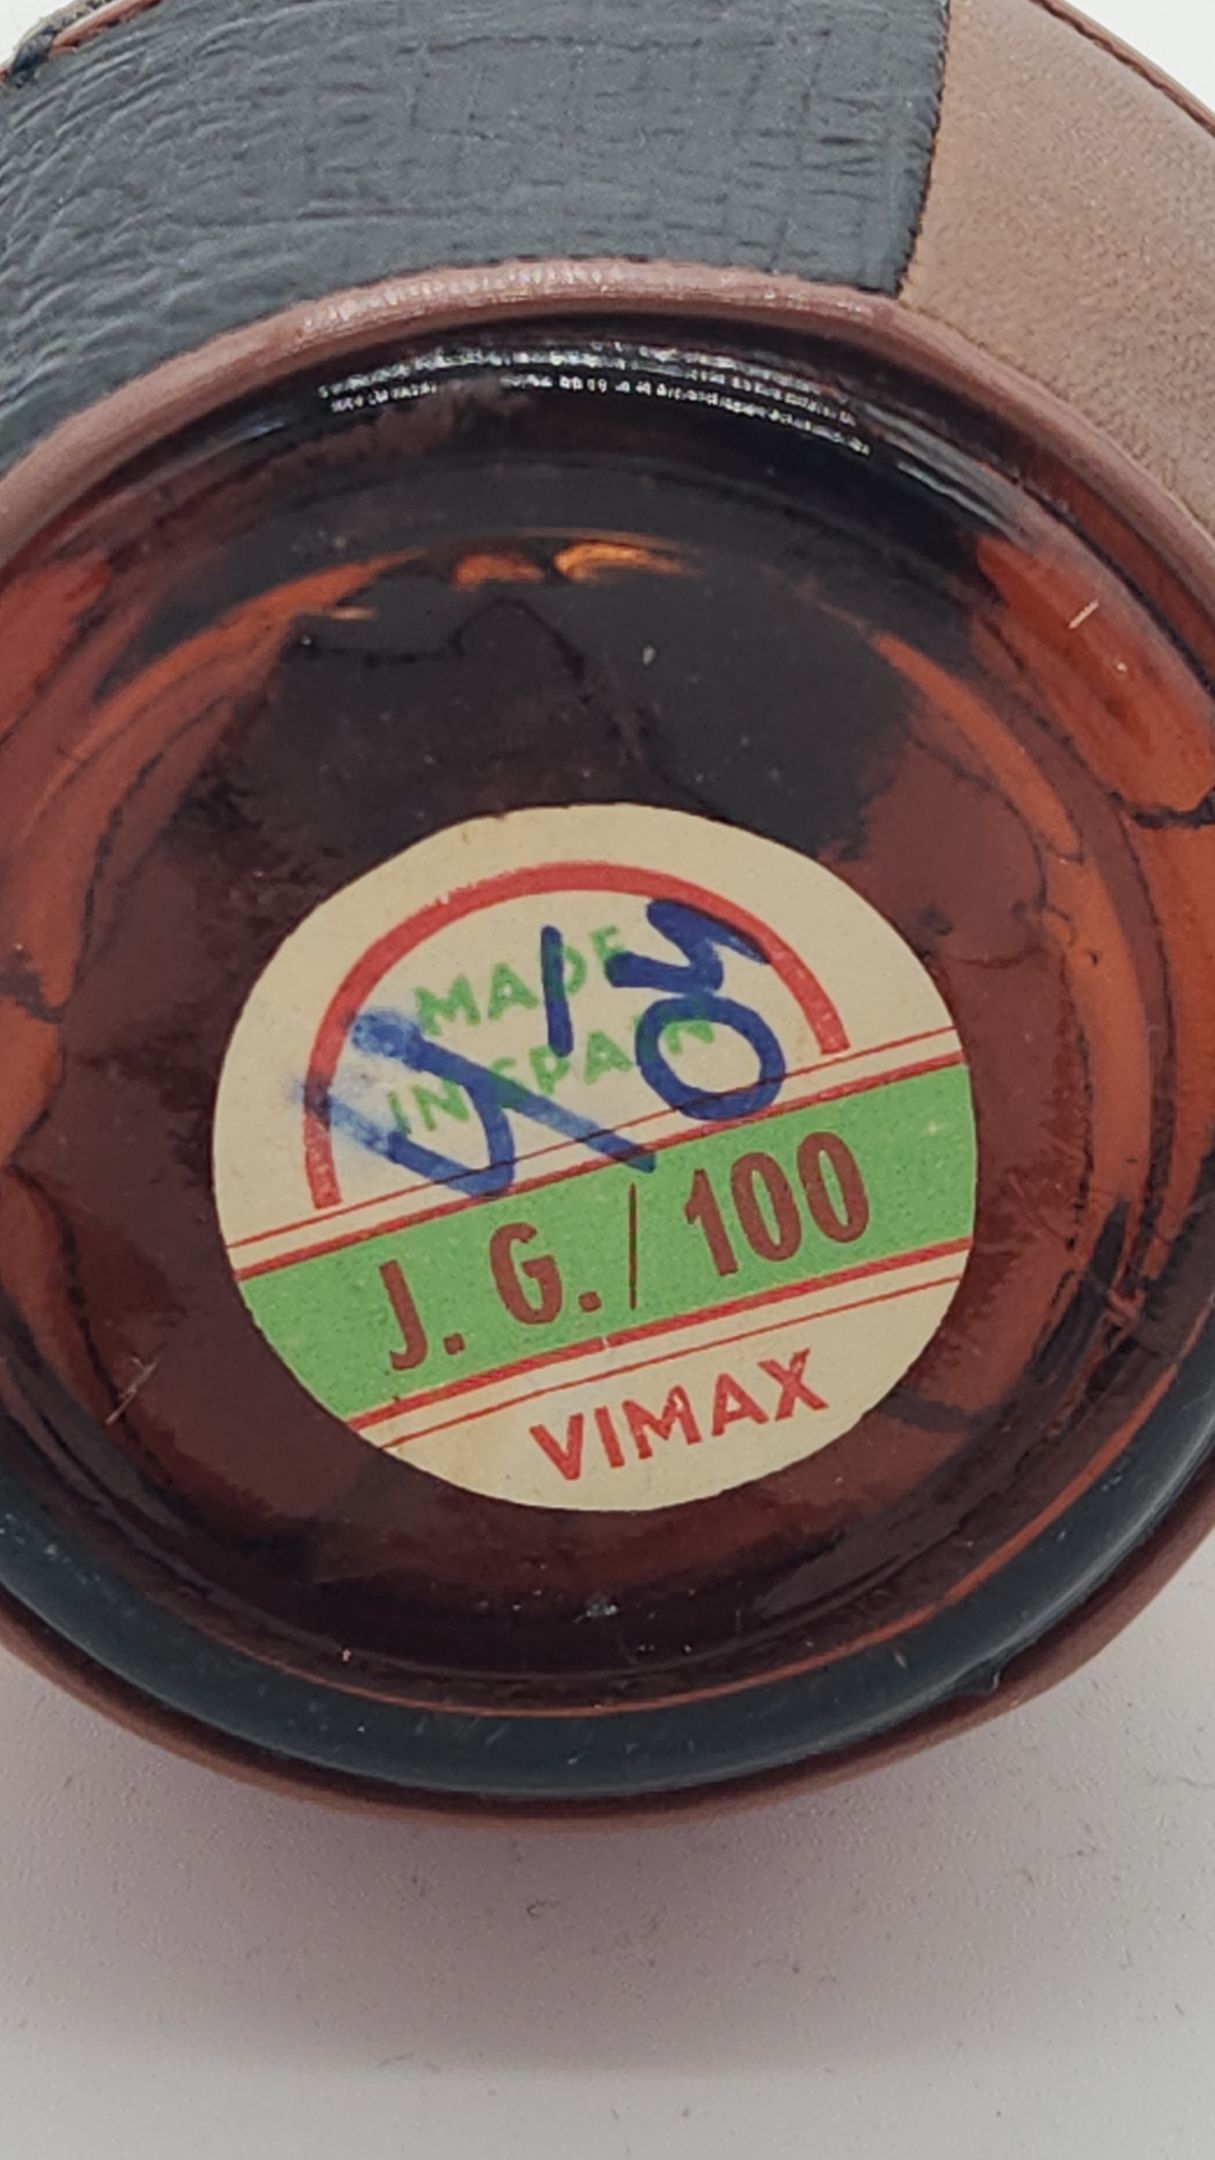 MADE
IN SPAIN
J. G. / 100
VIMAX